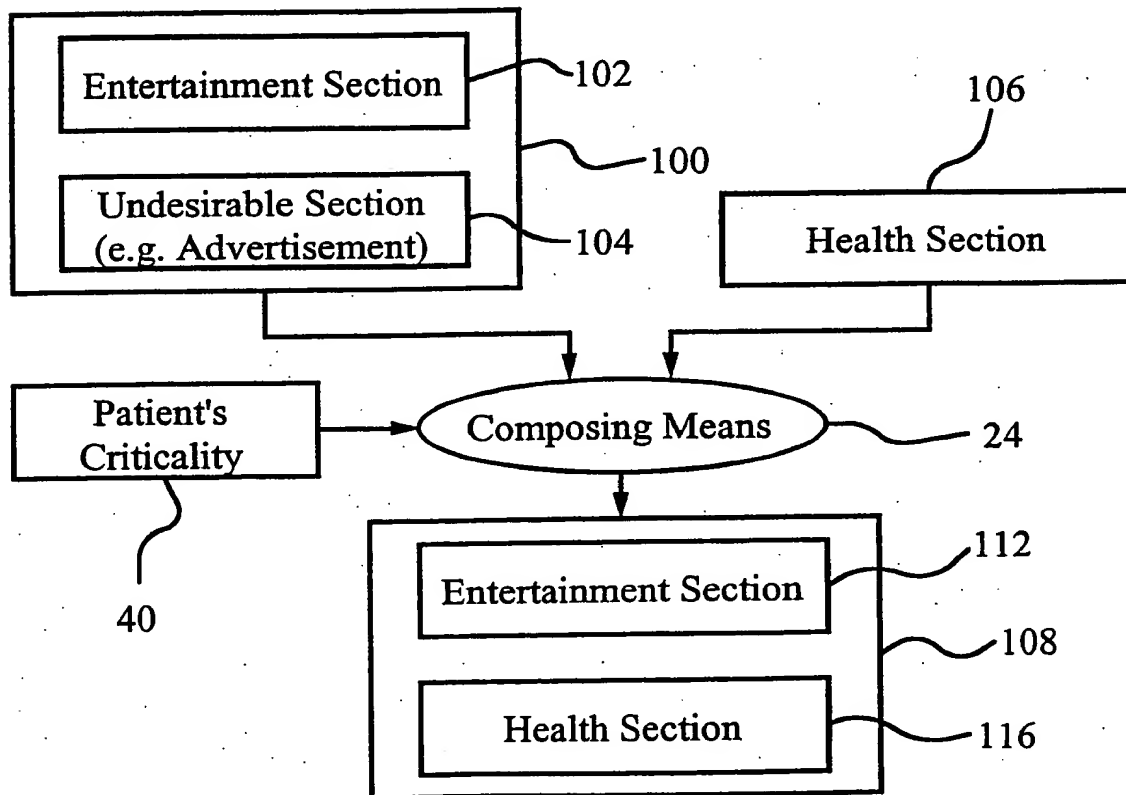 Entertainment Section
102
100
Undesirable Section
(e.g. Advertisement)
104
106
Health Section
Patient's
Criticality
40
Composing Means
24
Entertainment Section
112
108
Health Section
116